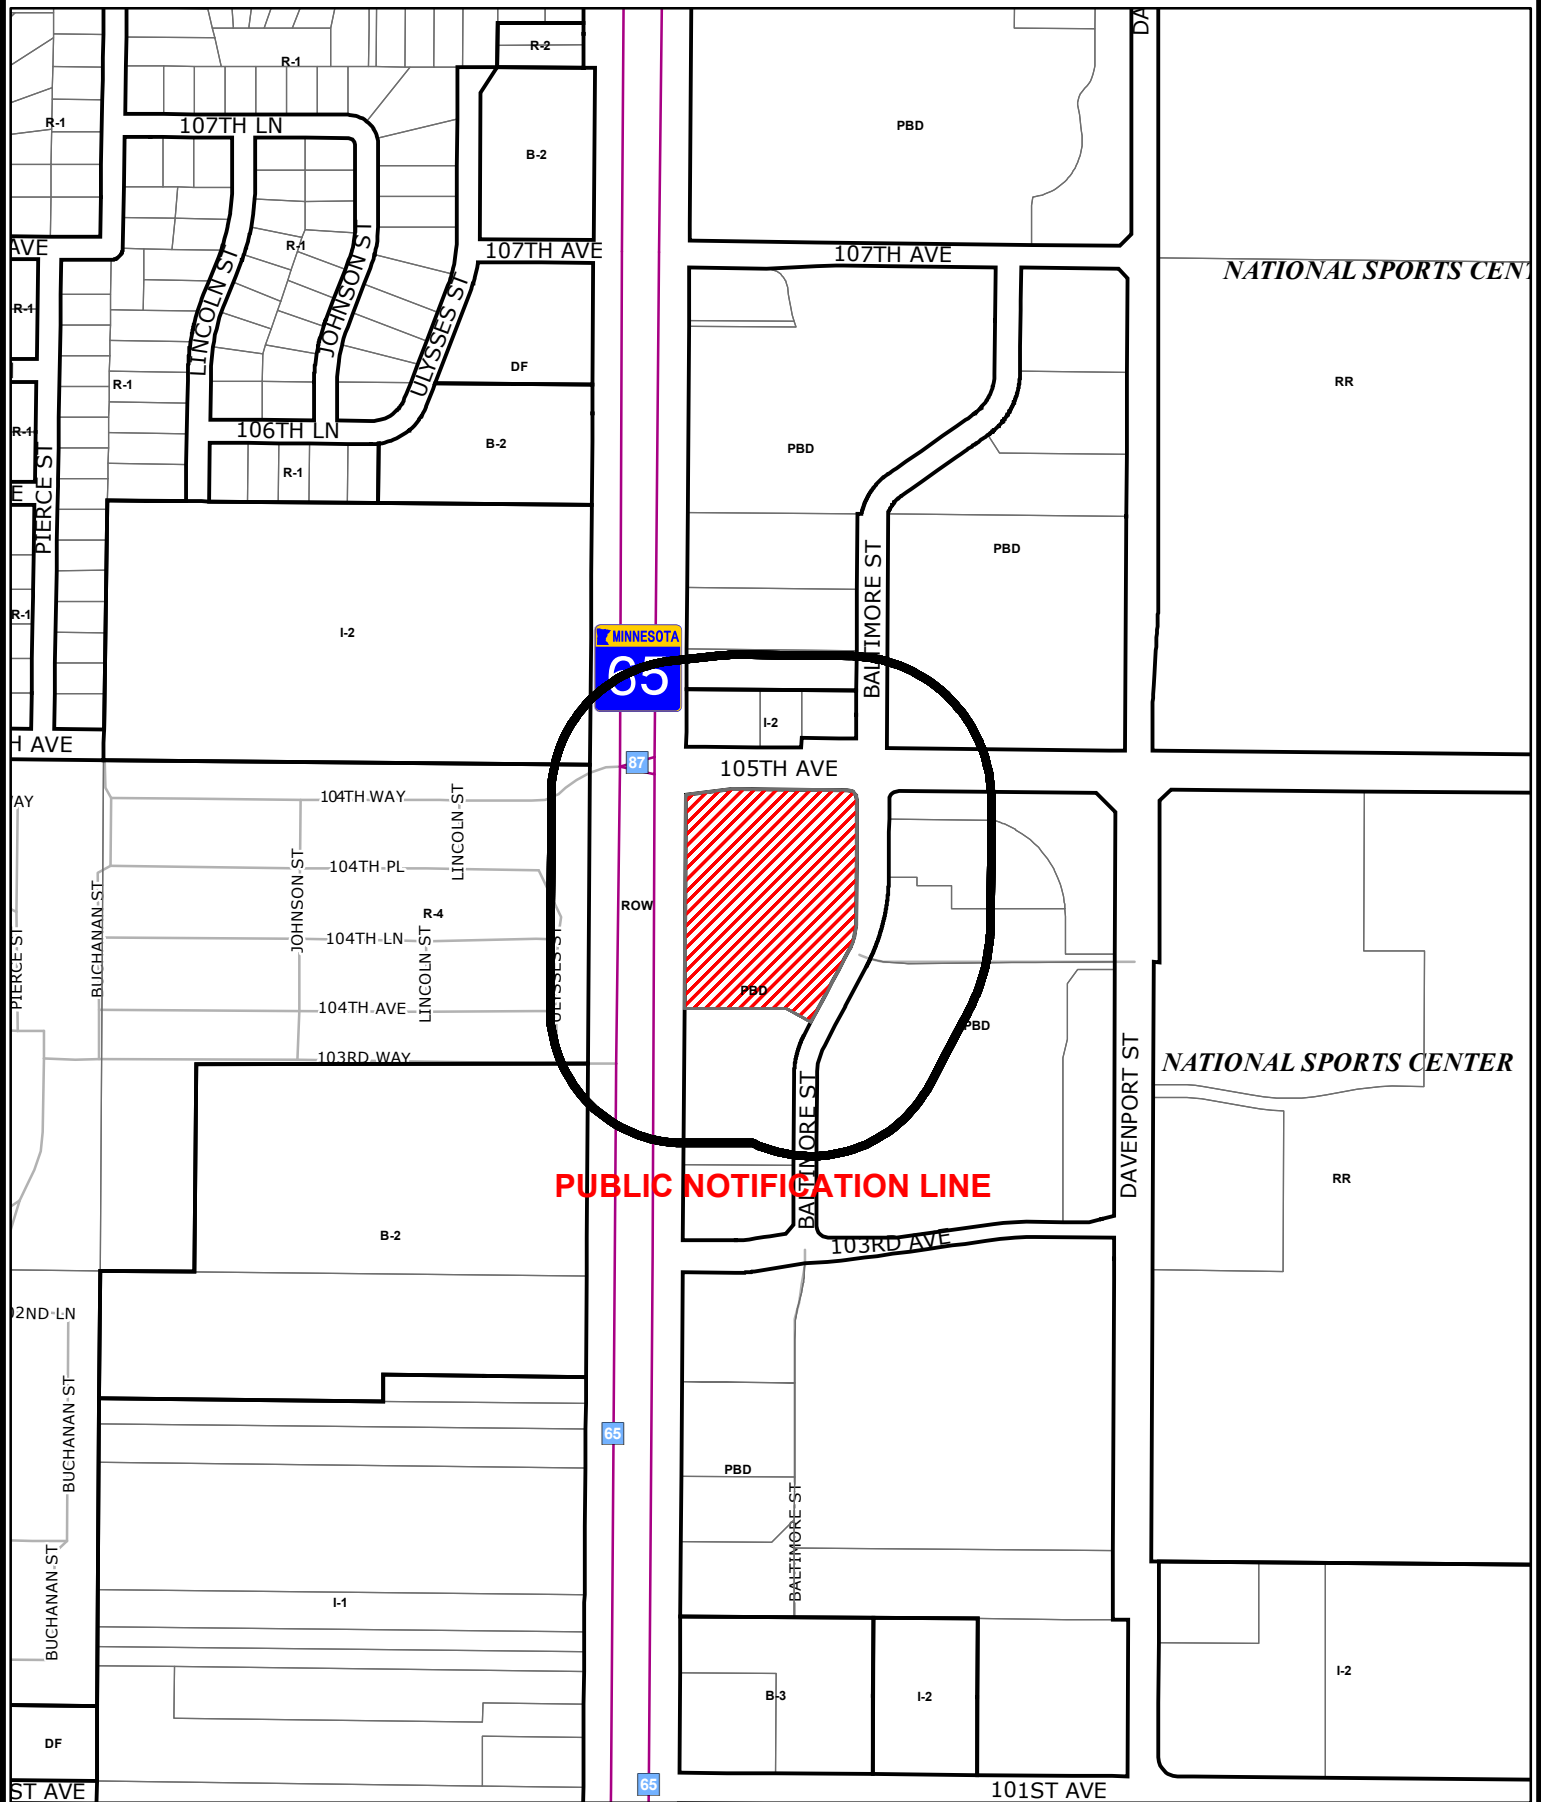 DA
R-2
R-1
R-1
107TH LN
PBD
B-2
AVE
R-1
107TH AVE
107TH AVE
NATIONAL SPORTS CENT
LINCOLN ST
JOHNSON ST
ULYSSES ST
R-1
DF
R-1
RR
R-1
106TH LN
B-2
PBD
R-1
E
PIERCE ST
BALTIMORE ST
PBD
R-1
I-2
MINNESOTA
65
I-2
H AVE
87
105TH AVE
AY
104TH WAY
LINCOLN ST
104TH PL
JOHNSON ST
BUCHANAN ST
ROW
R-4
104TH LN
LINCOLN ST
ULYSSES ST
PIERCE ST
PBD
104TH AVE
PBD
103RD WAY
NATIONAL SPORTS CENTER
BALTIMORE ST
DAVENPORT ST
RR
PUBLIC NOTIFICATION LINE
B-2
103RD AVE
02ND LN
BUCHANAN ST
65
PBD
BALTIMORE ST
BUCHANAN ST
I-1
B-3
I-2
I-2
DF
65
ST AVE
101ST AVE